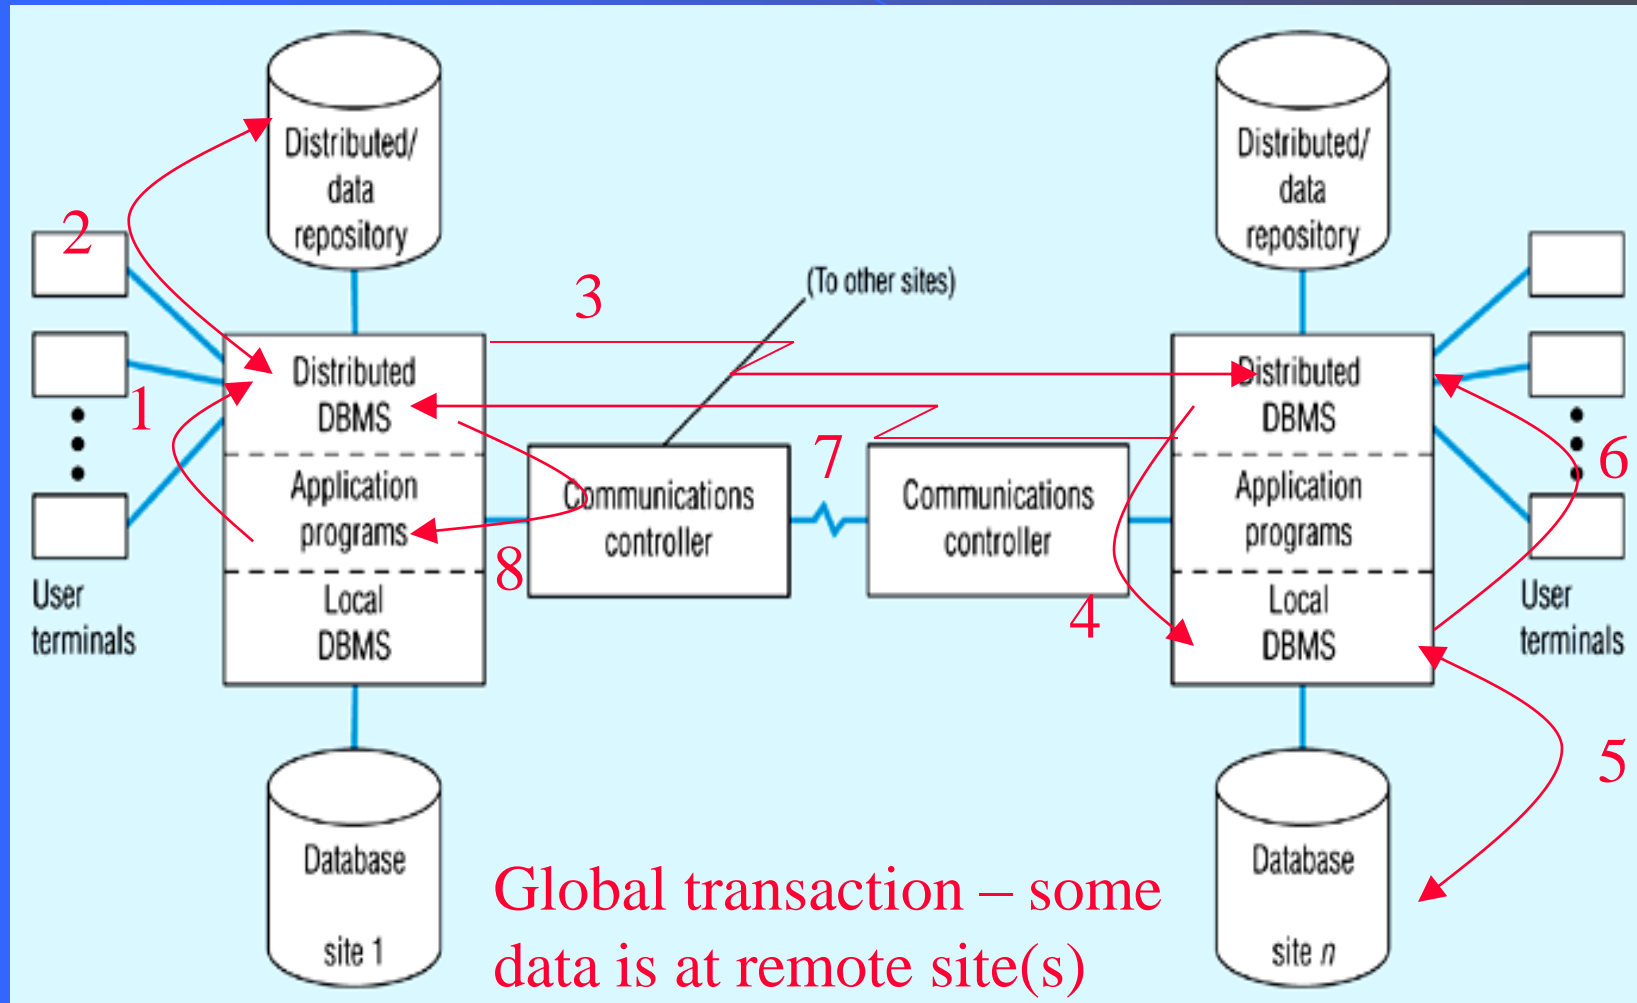 Distributed/
data
repository
Distributed/
data
repository
2
3
(To other sites)
1
Distributed
DBMS
Application
programs
Local
DBMS
User
terminals
8
Communications
controller
7
Communications
controller
4
Distributed
DBMS
Application
programs
Local
DBMS
6
User
terminals
5
Database
site 1
Database
site n
Global transaction – some
data is at remote site(s)